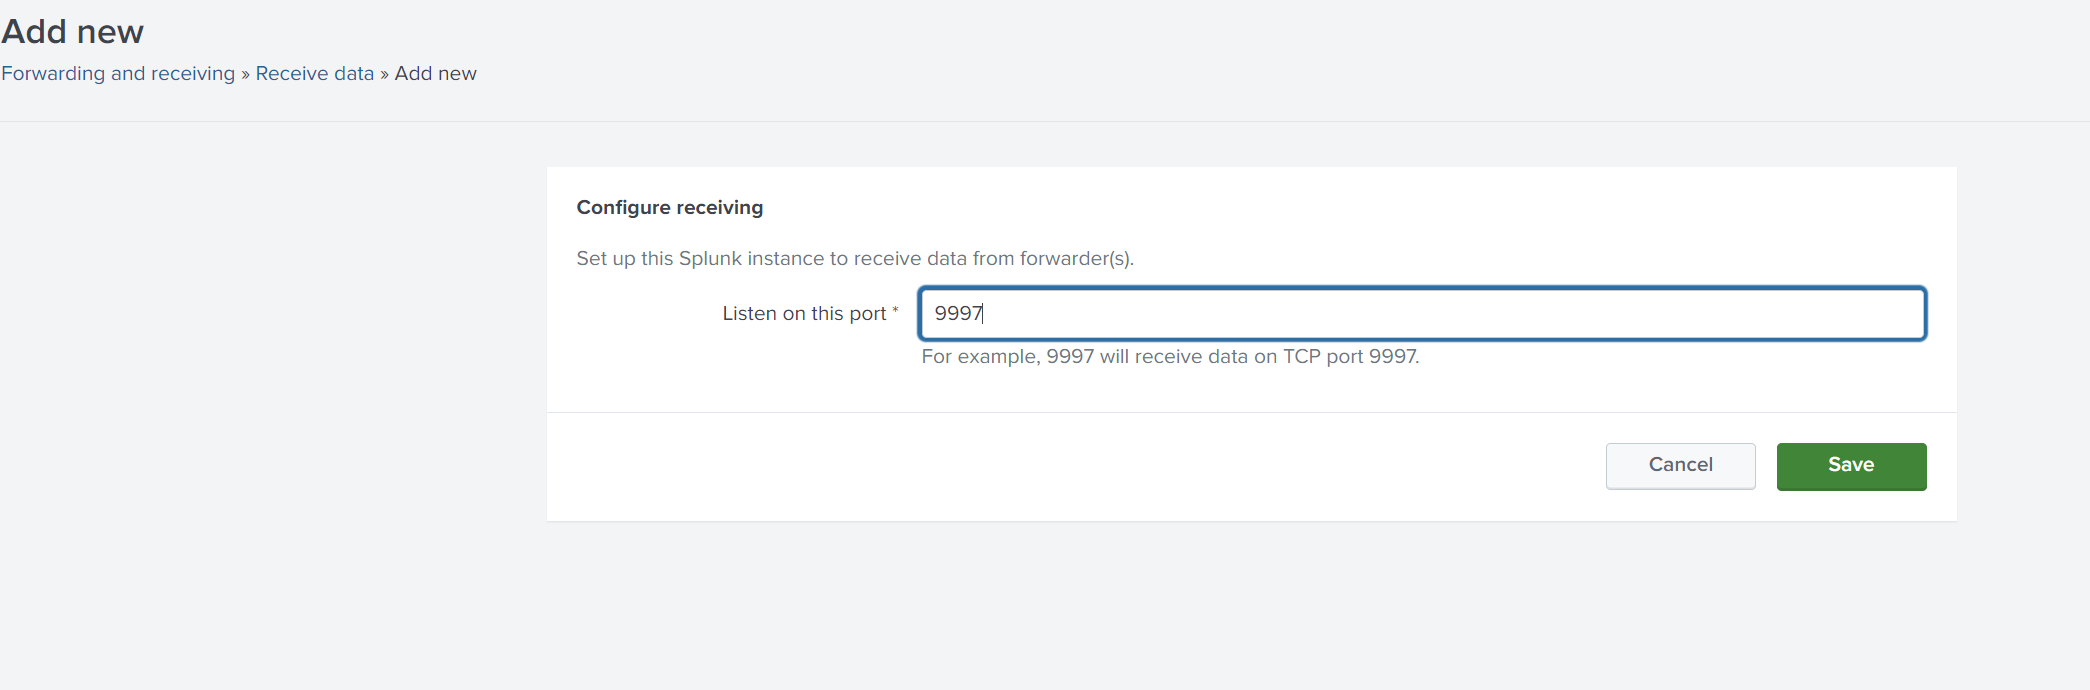 Add new
Forwarding and receiving » Receive data » Add new
Configure receiving
Set up this Splunk instance to receive data from forwarder(s).
Listen on this port * 9997
For example, 9997 will receive data on TCP port 9997.
Cancel Save